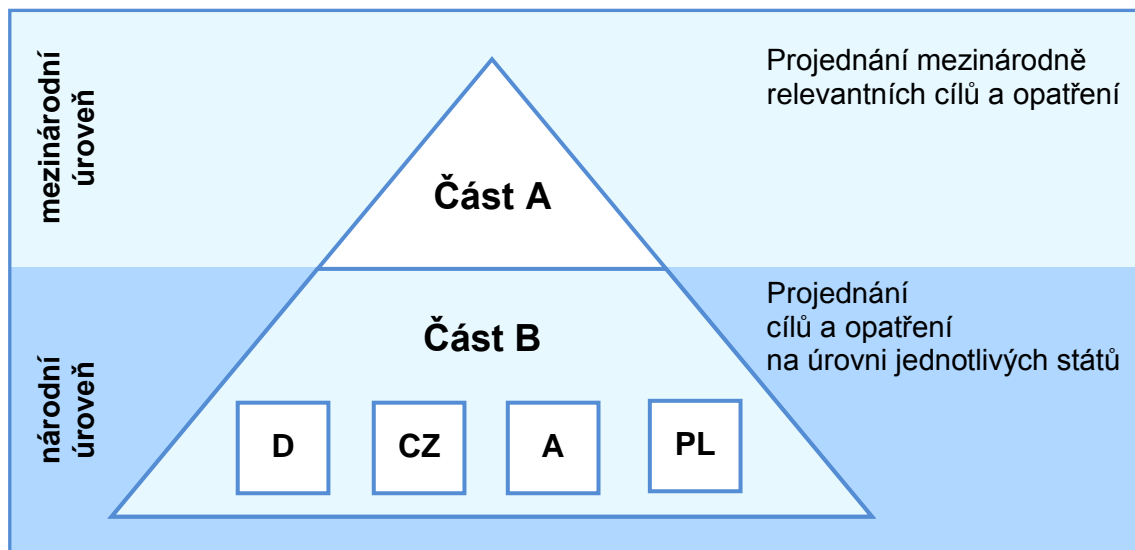 mezinárodní
úroveň
Projednání mezinárodně
relevantních cílů a opatření
Část A
národní
úroveň
Projednání
cílů a opatření
na úrovni jednotlivých států
Část B
D
CZ
A
PL